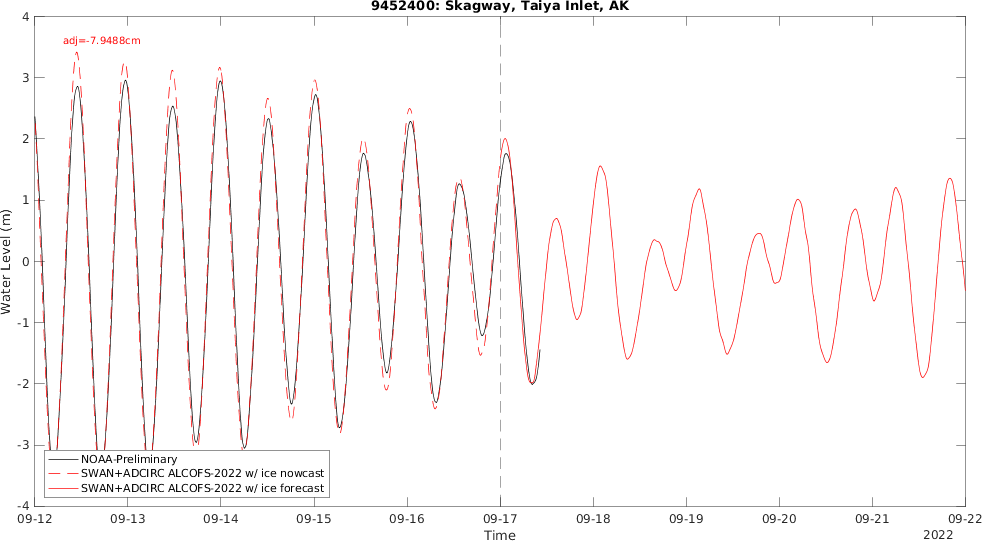 9452400: Skagway, Taiya Inlet, AK
adj=-7.9488cm
4
3
2
1
0
-1
-2
-3
-4
Water Level (m)
NOAA-Preliminary
SWAN+ADCIRC ALCOFS-2022 w/ ice nowcast
SWAN+ADCIRC ALCOFS-2022 w/ ice forecast
09-12 09-13 09-14 09-15 09-16 09-17 09-18 09-19 09-20 09-21 09-22
Time
2022